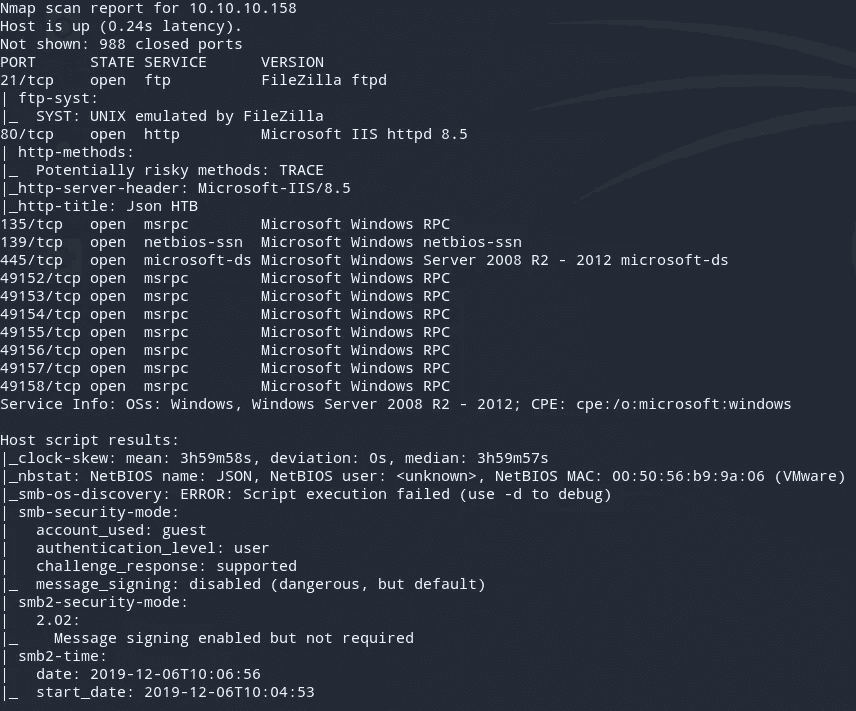 Nmap scan report for 10.10.10.158
Host is up (0.24s latency).
Not shown: 988 closed ports
PORT      STATE SERVICE      VERSION
21/tcp    open  ftp          FileZilla ftpd
| ftp-syst:
|_  SYST: UNIX emulated by FileZilla
80/tcp    open  http         Microsoft IIS httpd 8.5
| http-methods:
|_  Potentially risky methods: TRACE
|_http-server-header: Microsoft-IIS/8.5
|_http-title: Json HTB
135/tcp   open  msrpc        Microsoft Windows RPC
139/tcp   open  netbios-ssn  Microsoft Windows netbios-ssn
445/tcp   open  microsoft-ds Microsoft Windows Server 2008 R2 - 2012 microsoft-ds
49152/tcp open  msrpc        Microsoft Windows RPC
49153/tcp open  msrpc        Microsoft Windows RPC
49154/tcp open  msrpc        Microsoft Windows RPC
49155/tcp open  msrpc        Microsoft Windows RPC
49156/tcp open  msrpc        Microsoft Windows RPC
49157/tcp open  msrpc        Microsoft Windows RPC
49158/tcp open  msrpc        Microsoft Windows RPC
Service Info: OSs: Windows, Windows Server 2008 R2 - 2012; CPE: cpe:/o:microsoft:windows

Host script results:
|_clock-skew: mean: 3h59m58s, deviation: 0s, median: 3h59m57s
|_nbstat: NetBIOS name: JSON, NetBIOS user: <unknown>, NetBIOS MAC: 00:50:56:b9:9a:06 (VMware)
|_smb-os-discovery: ERROR: Script execution failed (use -d to debug)
| smb-security-mode:
|   account_used: guest
|   authentication_level: user
|   challenge_response: supported
|_  message_signing: disabled (dangerous, but default)
| smb2-security-mode:
|   2.02:
|_    Message signing enabled but not required
| smb2-time:
|   date: 2019-12-06T10:06:56
|_  start_date: 2019-12-06T10:04:53